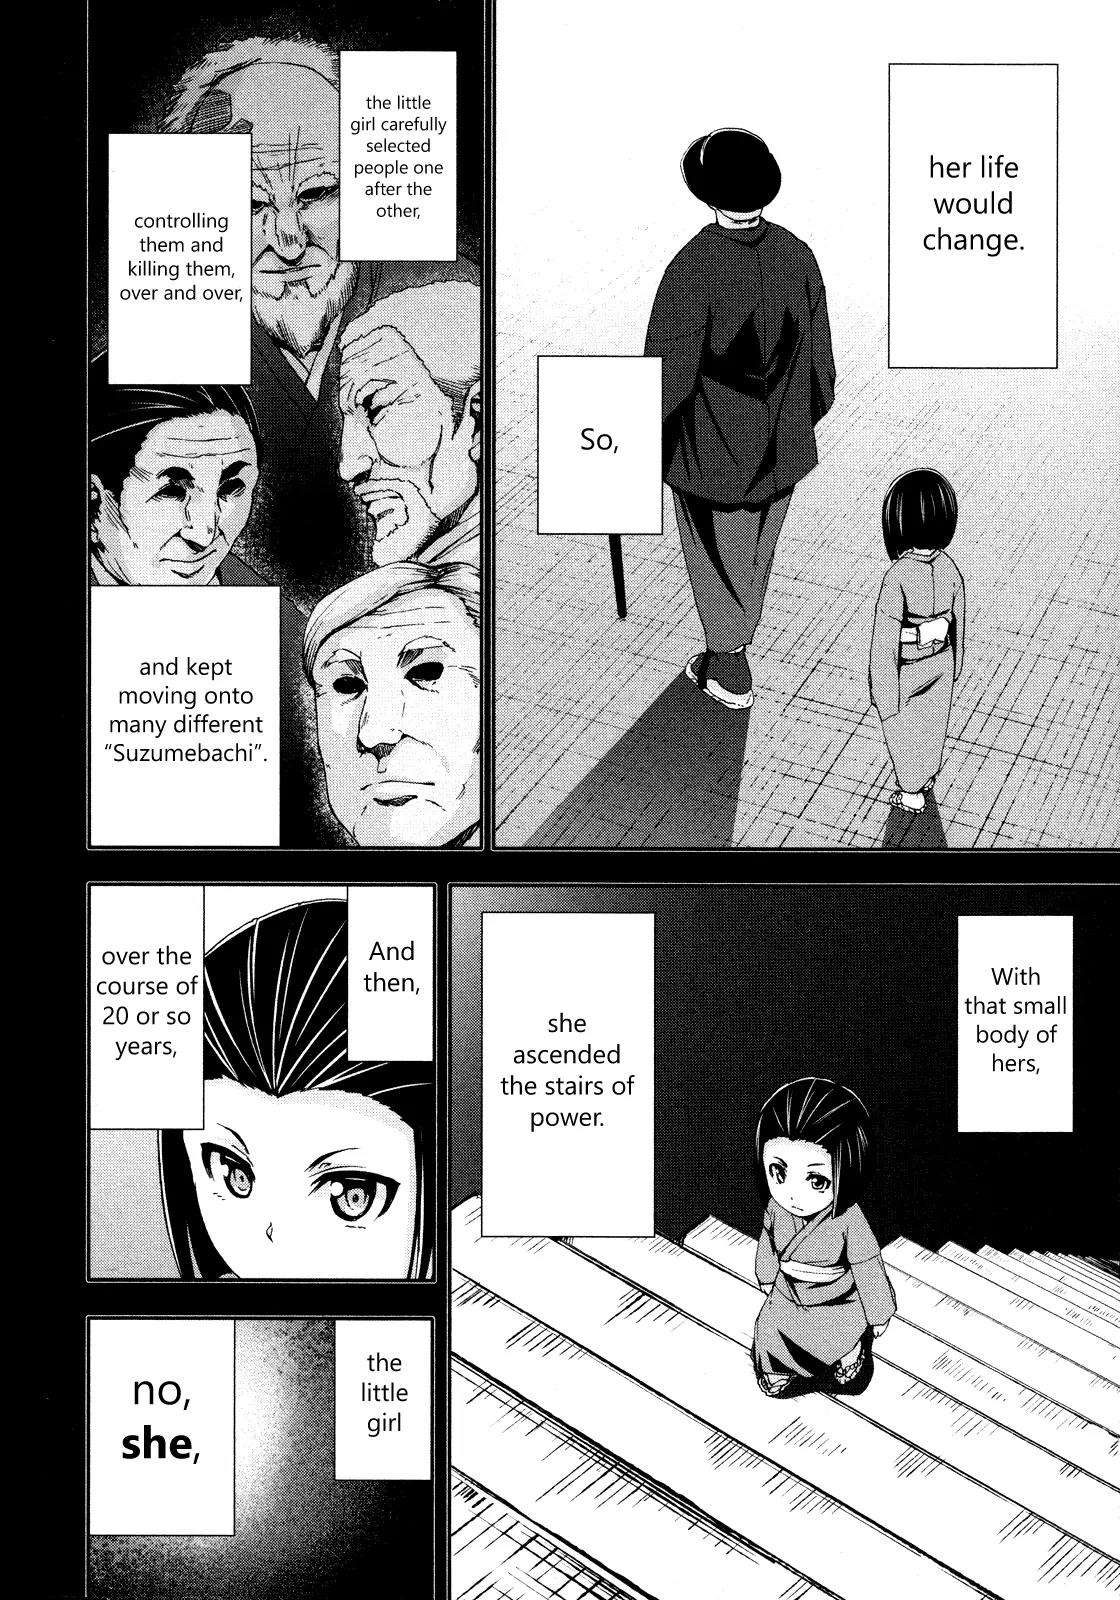 her life
would
change.
So,
the little
girl carefully
selected
people one
after the
other,
controlling
them and
killing them,
over and over,
and kept
moving onto
many different
“Suzumebachi”.
With
that small
body of
hers,
she
ascended
the stairs of
power.
And
then,
over the
course of
20 or so
years,
the
little
girl
no,
she,